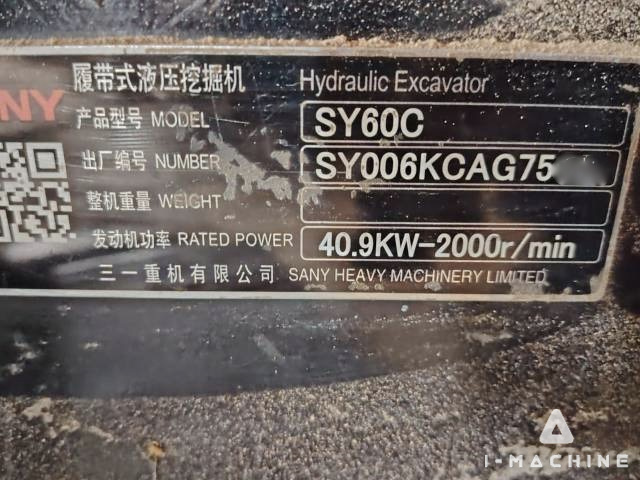 履带式液压挖掘机 Hydraulic Excavator
NY
产品型号 MODEL SY60C
出厂编号 NUMBER SY006KCAG75
整机重量 WEIGHT
发动机功率 RATED POWER 40.9KW-2000r/min
三一重机有限公司 SANY HEAVY MACHINERY LIMITED
I-MACHINE